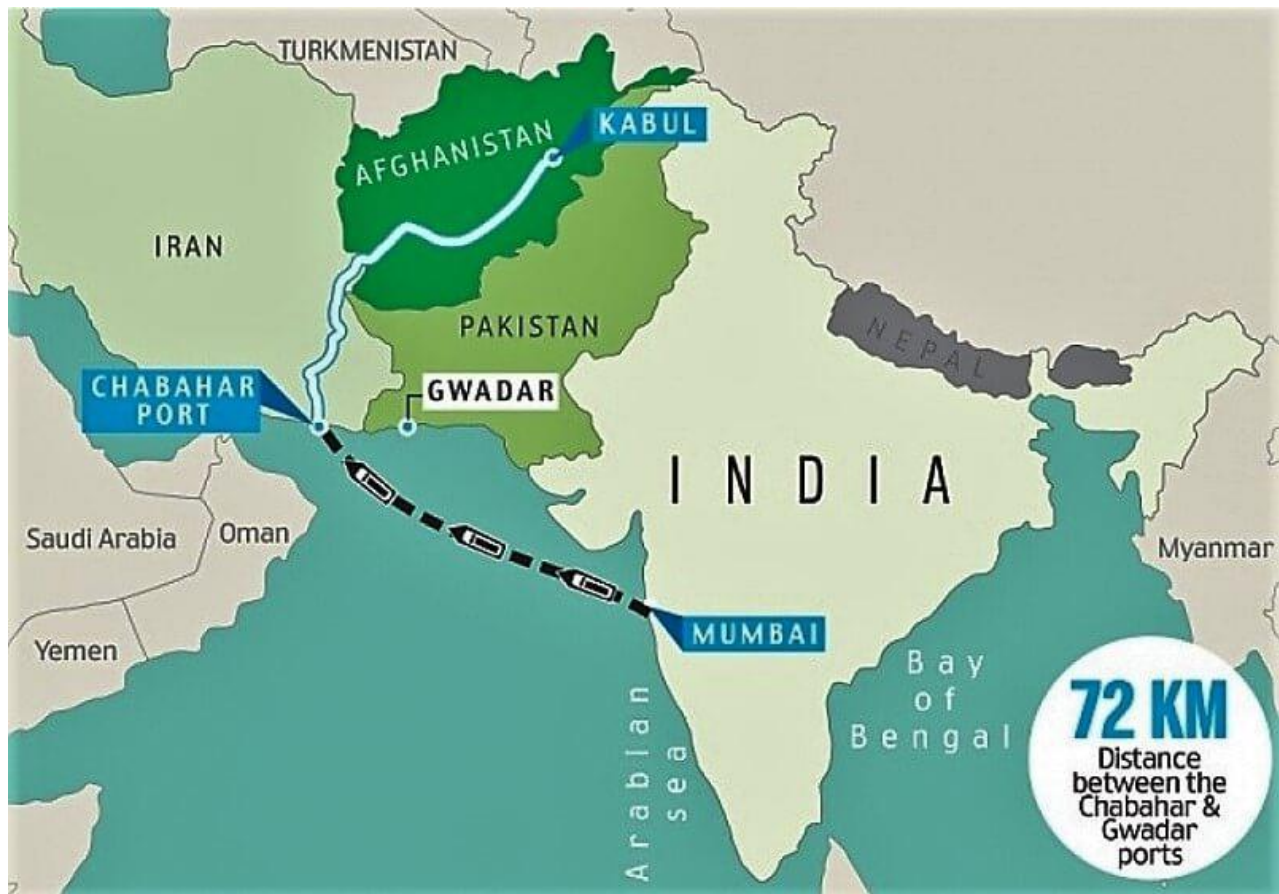 TURKMENISTAN
KABUL
AFGHANISTAN
IRAN
PAKISTAN
NEPAL
CHABAHAR
PORT
GWADAR
INDIA
Saudi Arabia
Oman
Myanmar
Yemen
MUMBAI
Arabian
sea
Bay
of
Bengal
72 KM
Distance
between the
Chabahar &
Gwadar
ports